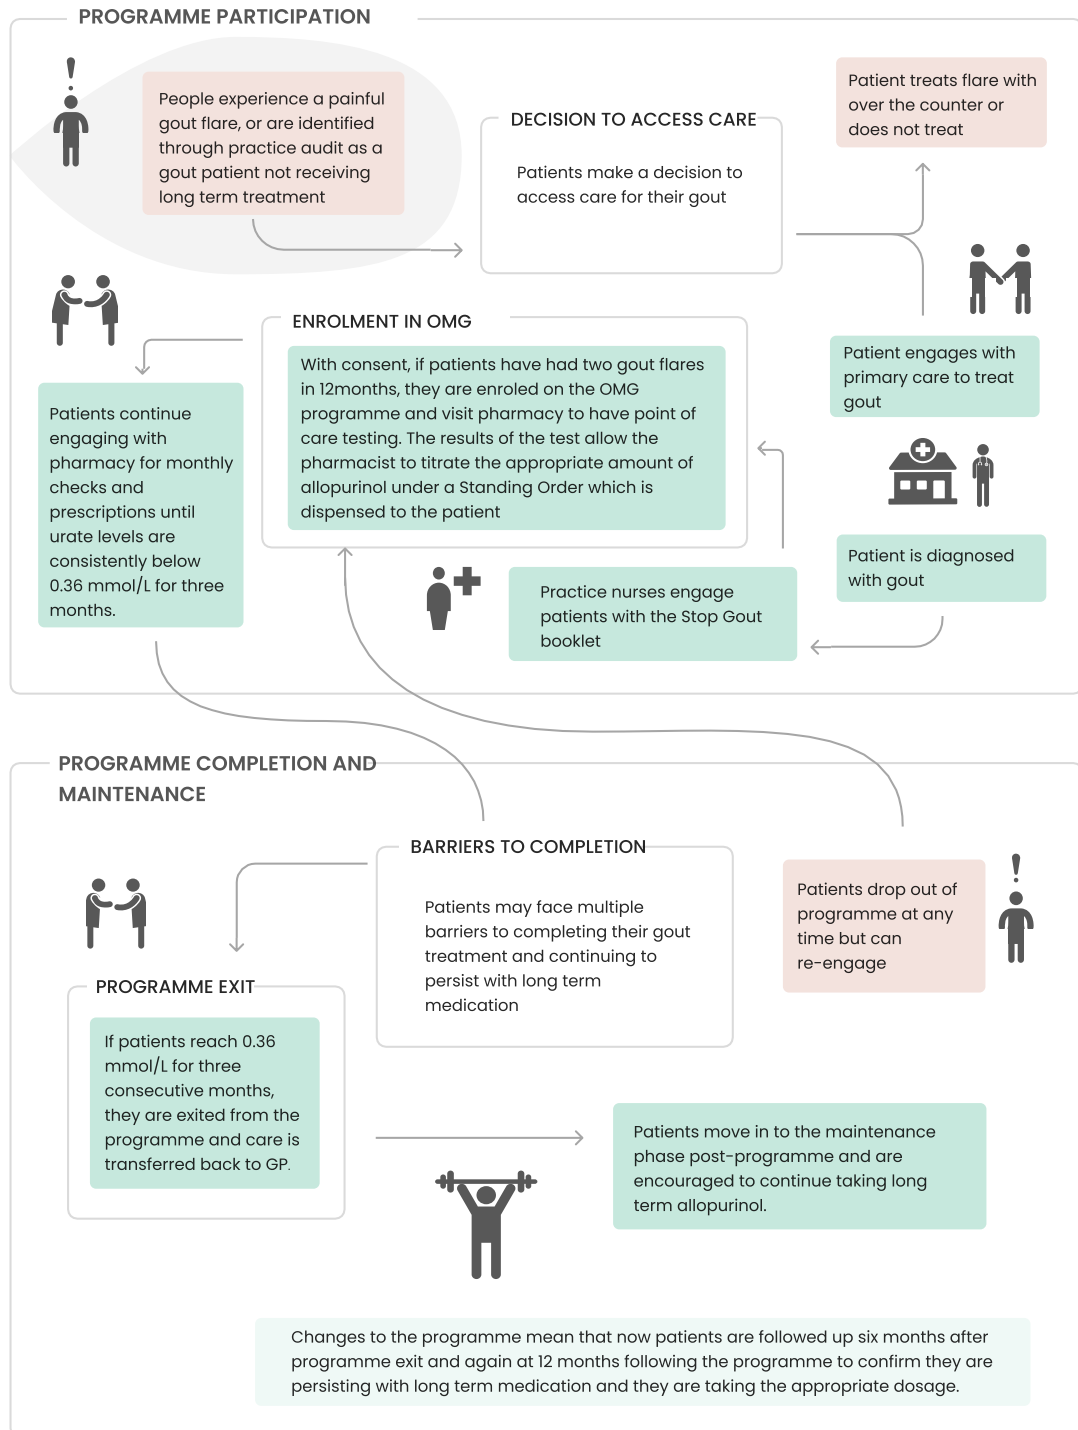 PROGRAMME PARTICIPATION
People experience a painful
gout flare, or are identified
through practice audit as a
gout patient not receiving
long term treatment
DECISION TO ACCESS CARE
Patients make a decision to
access care for their gout
Patient treats flare with
over the counter or
does not treat
Patient engages with
primary care to treat
gout
Patient is diagnosed
with gout
Practice nurses engage
patients with the Stop Gout
booklet
ENROLMENT IN OMG
With consent, if patients have had two gout flares
in 12months, they are enroled on the OMG
programme and visit pharmacy to have point of
care testing. The results of the test allow the
pharmacist to titrate the appropriate amount of
allopurinol under a Standing Order which is
dispensed to the patient
Patients continue
engaging with
pharmacy for monthly
checks and
prescriptions until
urate levels are
consistently below
0.36 mmol/L for three
months.
PROGRAMME COMPLETION AND
MAINTENANCE
BARRIERS TO COMPLETION
Patients may face multiple
barriers to completing their gout
treatment and continuing to
persist with long term
medication
Patients drop out of
programme at any
time but can
re-engage
PROGRAMME EXIT
If patients reach 0.36
mmol/L for three
consecutive months,
they are exited from the
programme and care is
transferred back to GP.
Patients move in to the maintenance
phase post-programme and are
encouraged to continue taking long
term allopurinol.
Changes to the programme mean that now patients are followed up six months after
programme exit and again at 12 months following the programme to confirm they are
persisting with long term medication and they are taking the appropriate dosage.